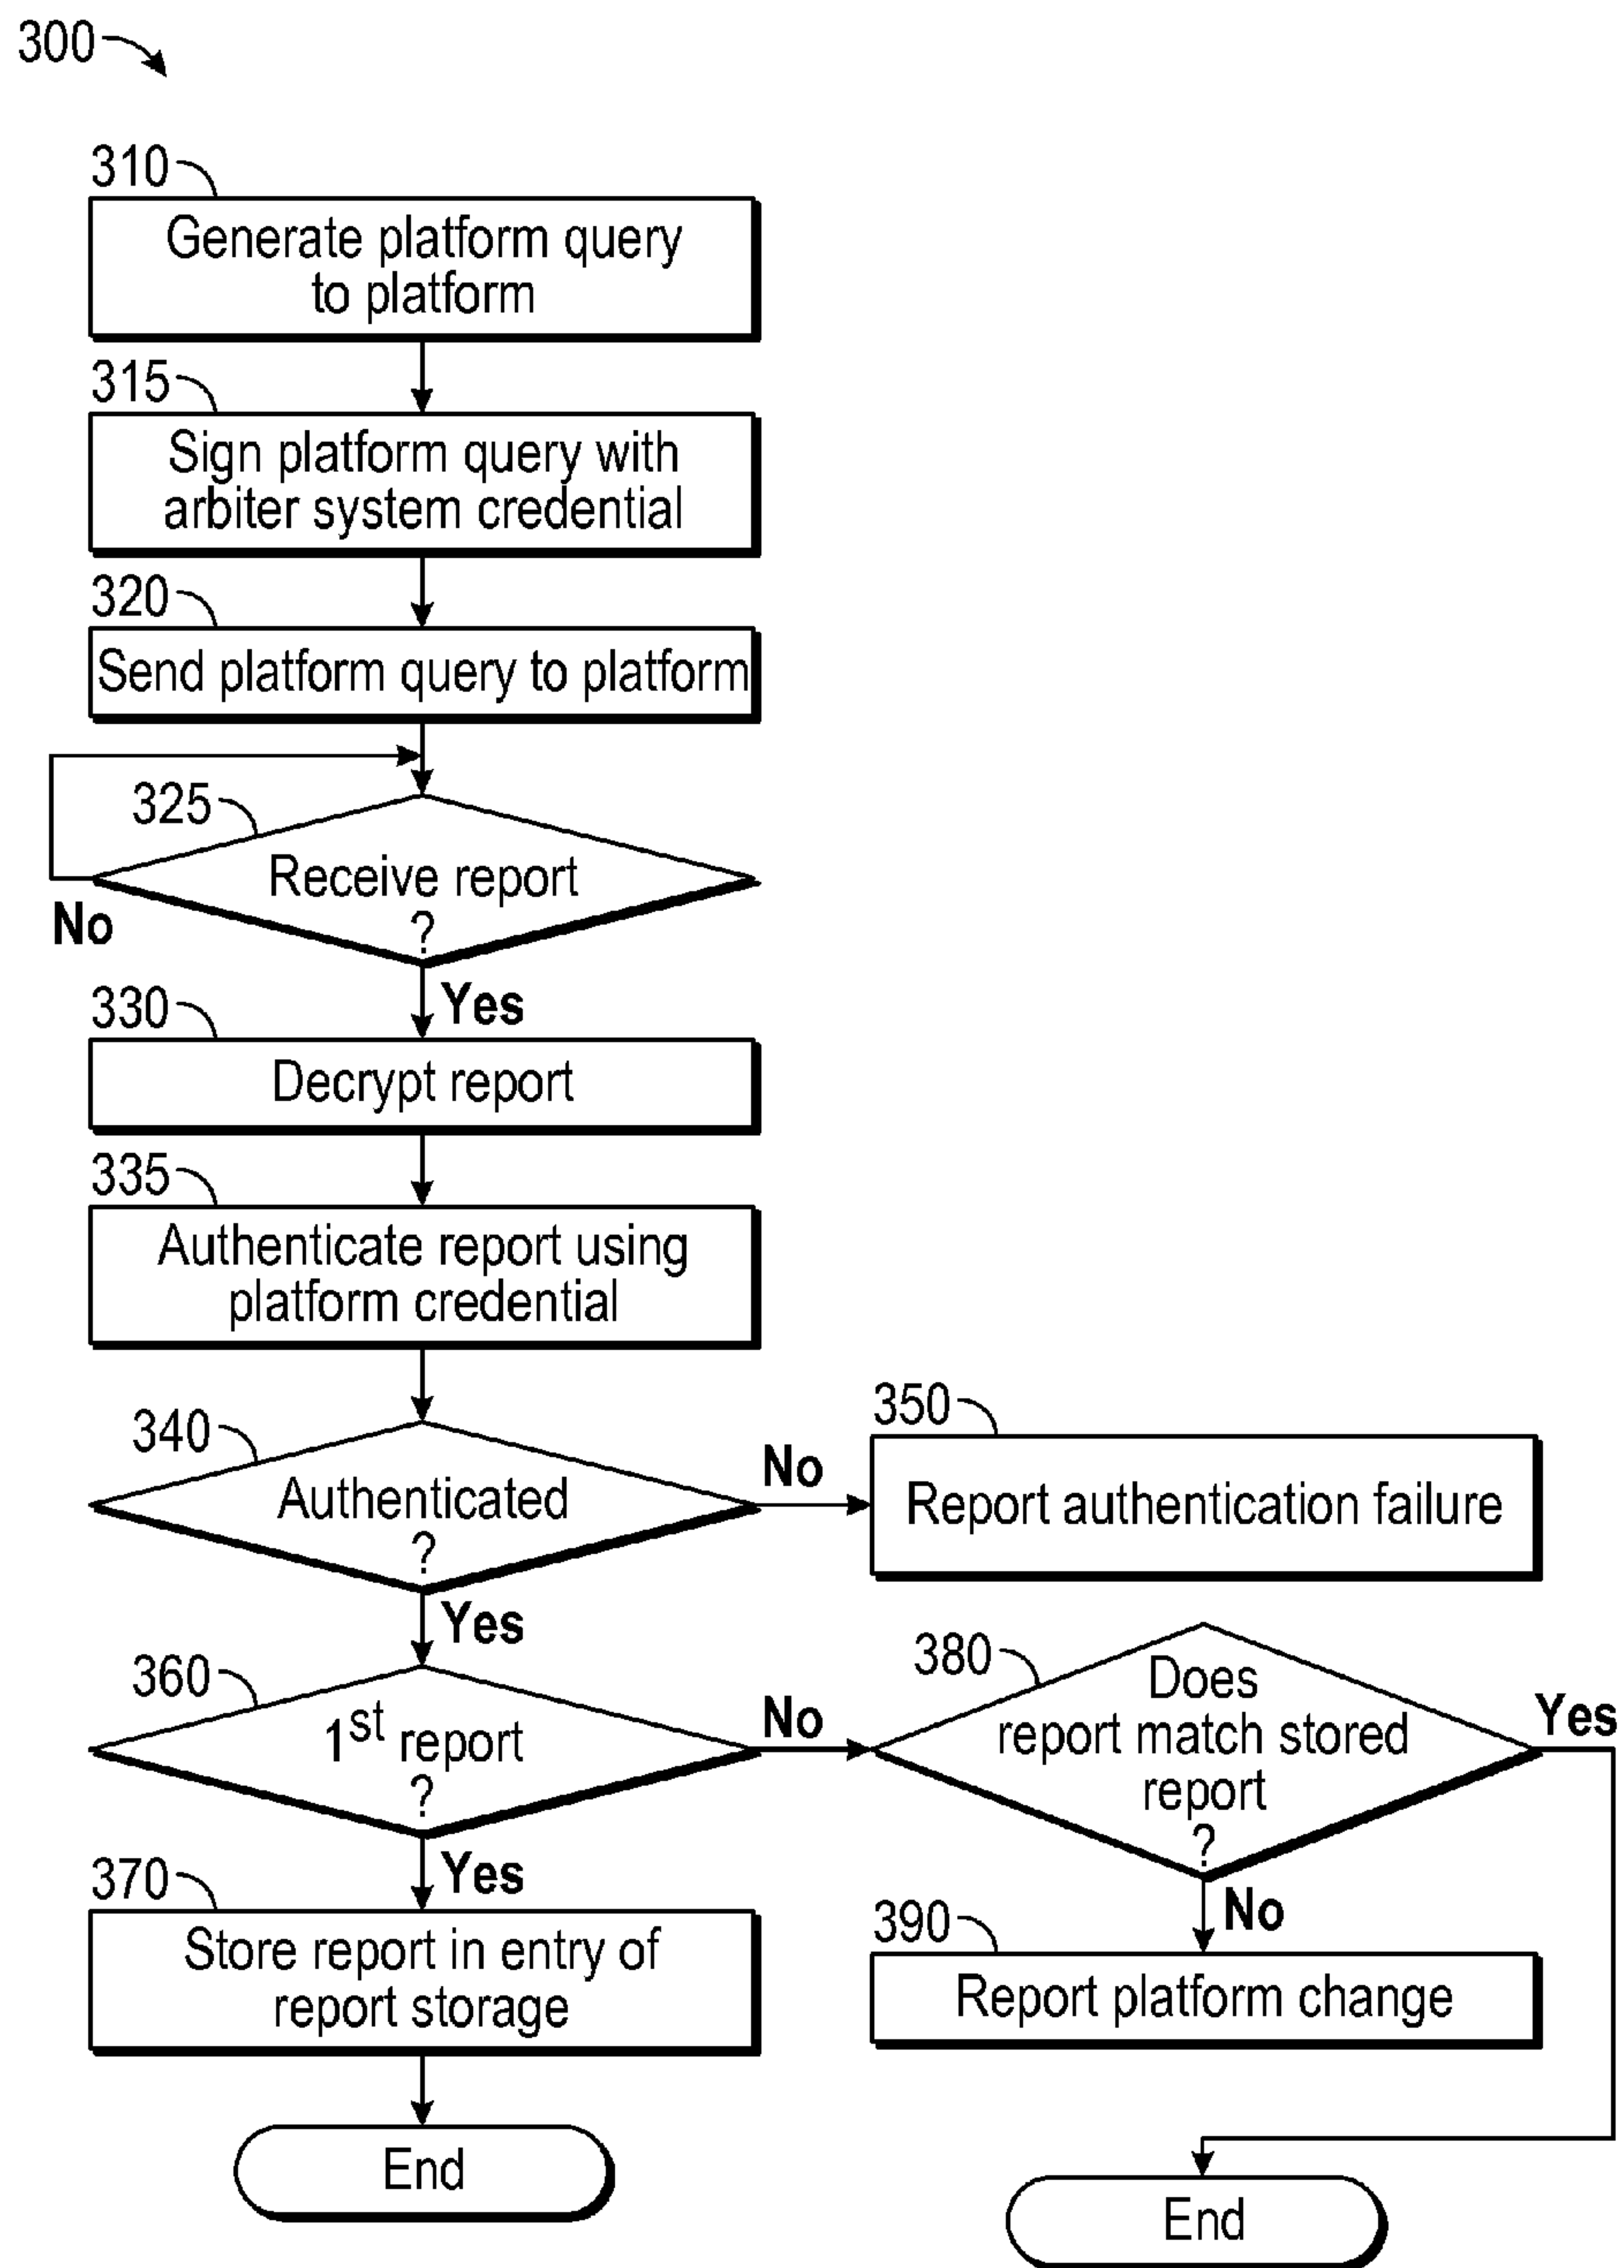 300
310
Generate platform query
to platform
315
Sign platform query with
arbiter system credential
320
Send platform query to platform
325
Receive report
?
No
Yes
330
Decrypt report
335
Authenticate report using
platform credential
340
Authenticated
?
No
350
Report authentication failure
Yes
360
1st report
?
No
380
Does
report match stored
report
?
Yes
Yes
370
Store report in entry of
report storage
No
390
Report platform change
End
End